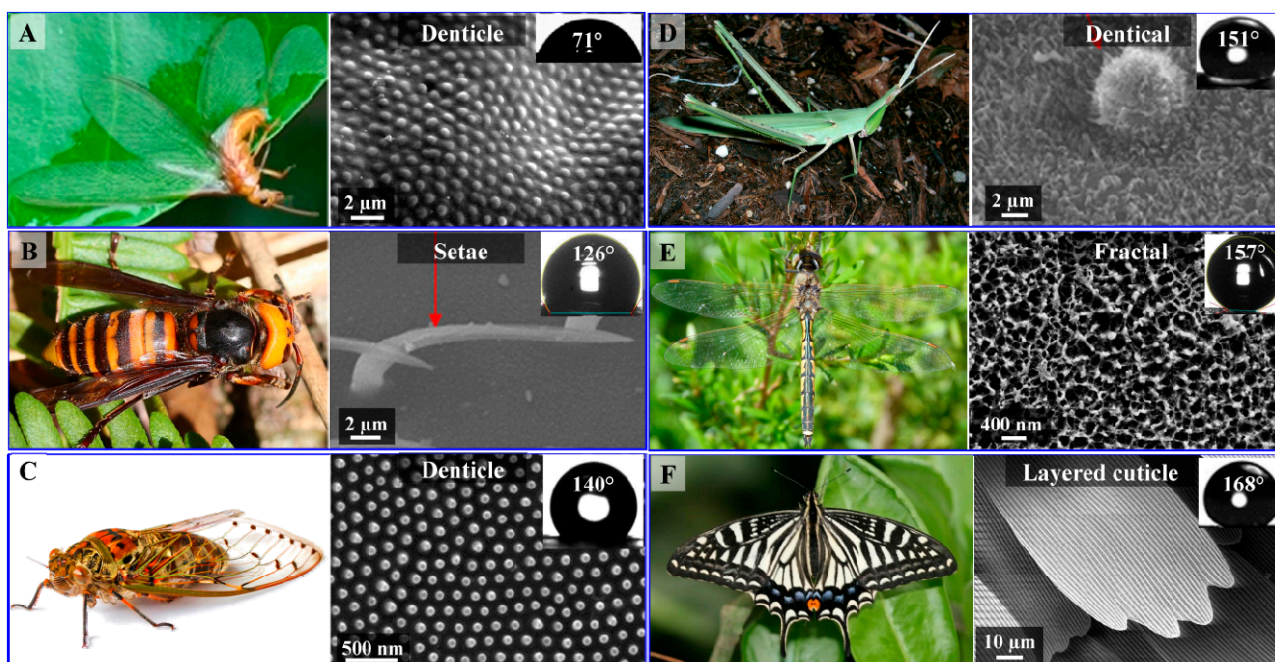 A
Denticle
71°
2 µm
B
Setae
126°
2 µm
C
Denticle
140°
500 nm
D
Dentical
151°
2 µm
E
Fractal
157°
400 nm
F
Layered cuticle
168°
10 µm